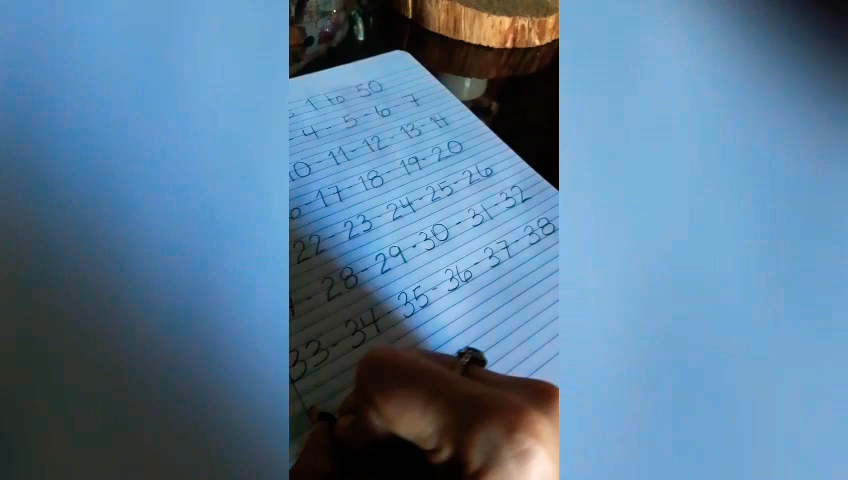 1 to 50
4 - 5 - 6 - 7
10 - 11 - 12 - 13 - 14
17 - 18 - 19 - 20
22 - 23 - 24 - 25 - 26
- 28 - 29 - 30 - 31 - 32
33 - 34 - 35 - 36 - 37 - 38